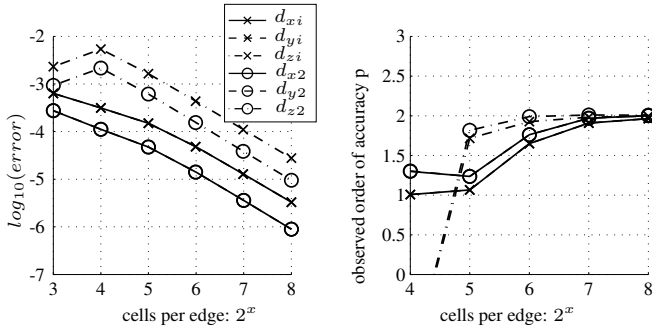 d_{xi}
d_{yi}
d_{zi}
d_{x2}
d_{y2}
d_{z2}
-2
-3
-4
-5
-6
-7
log_{10}(error)
3 4 5 6 7 8
cells per edge: 2^x
3
2.5
2
1.5
1
0.5
0
observed order of accuracy p
4 5 6 7 8
cells per edge: 2^x